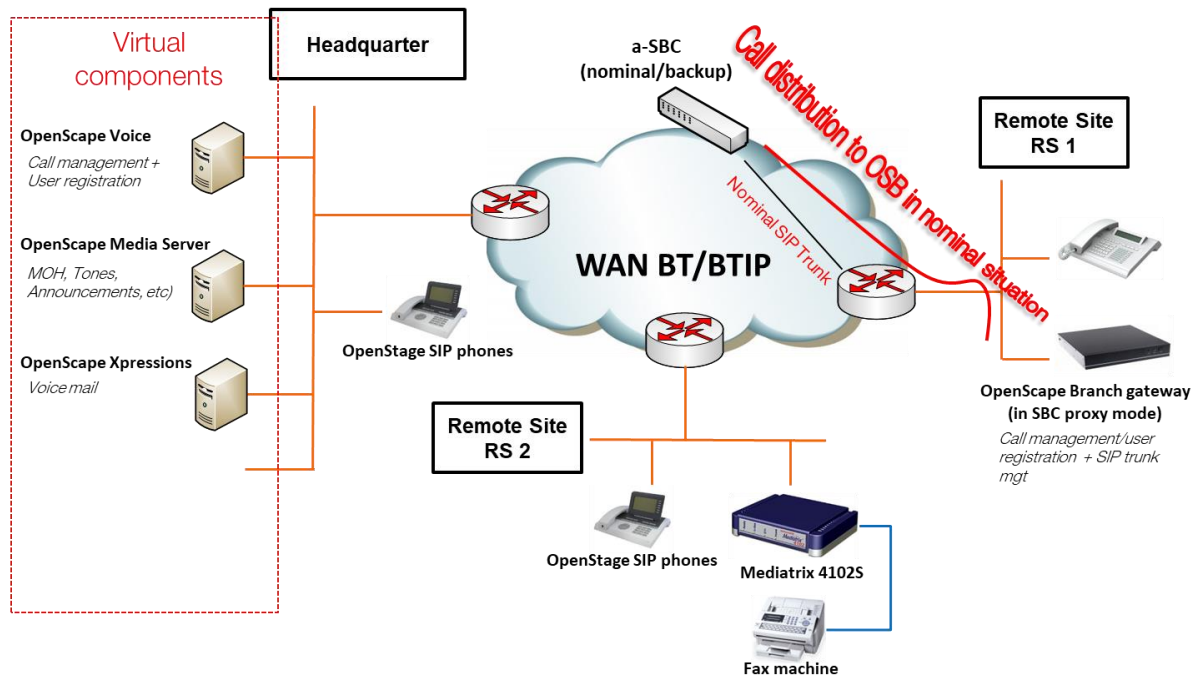 Virtual
components
Headquarter
OpenScape Voice
Call management +
User registration
OpenScape Media Server
MOH, Tones,
Announcements, etc)
OpenScape Xpressions
Voice mail
OpenStage SIP phones
a-SBC
(nominal/backup)
WAN BT/BTIP
Nominal SIP Trunk
Call distribution to OSB in nominal situation
Remote Site
RS 1
OpenScape Branch gateway
(in SBC proxy mode)
Call management/user
registration + SIP trunk
mgt
Remote Site
RS 2
OpenStage SIP phones
Mediatrix 4102S
Fax machine